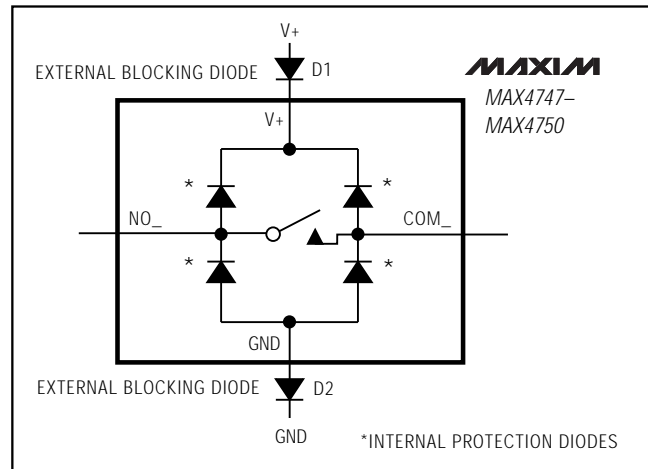 V+
EXTERNAL BLOCKING DIODE D1
MAXIM
MAX4747–
MAX4750
V+
* *
NO_ COM_
* *
GND
EXTERNAL BLOCKING DIODE D2
GND
*INTERNAL PROTECTION DIODES